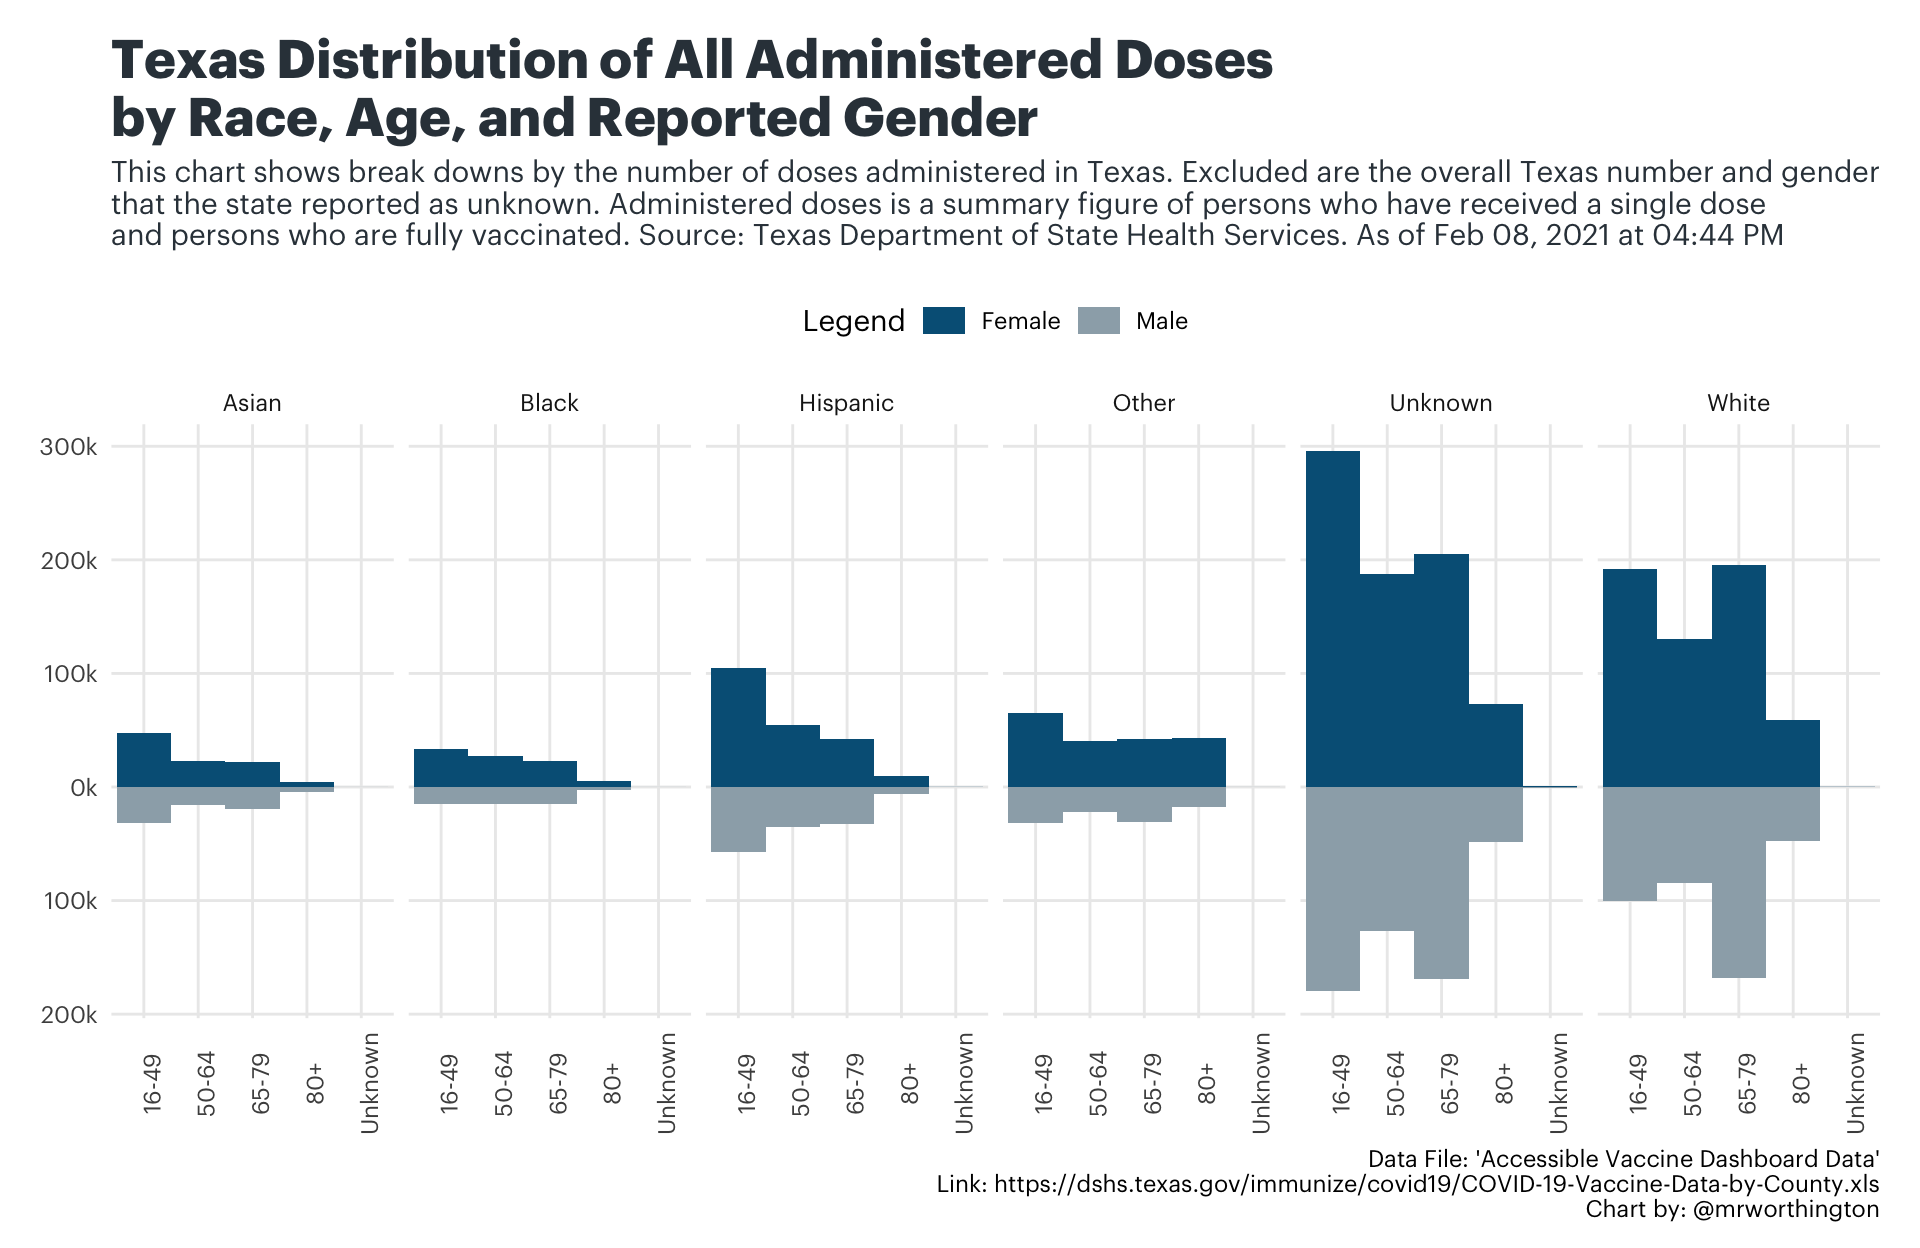 Texas Distribution of All Administered Doses
by Race, Age, and Reported Gender
This chart shows break downs by the number of doses administered in Texas. Excluded are the overall Texas number and gender
that the state reported as unknown. Administered doses is a summary figure of persons who have received a single dose
and persons who are fully vaccinated. Source: Texas Department of State Health Services. As of Feb 08, 2021 at 04:44 PM
Legend Female Male
Asian Black Hispanic Other Unknown White
300k
200k
100k
0k
100k
200k
16-49 50-64 65-79 80+ Unknown 16-49 50-64 65-79 80+ Unknown 16-49 50-64 65-79 80+ Unknown 16-49 50-64 65-79 80+ Unknown 16-49 50-64 65-79 80+ Unknown 16-49 50-64 65-79 80+ Unknown
Data File: 'Accessible Vaccine Dashboard Data'
Link: https://dshs.texas.gov/immunize/covid19/COVID-19-Vaccine-Data-by-County.xls
Chart by: @mrworthington